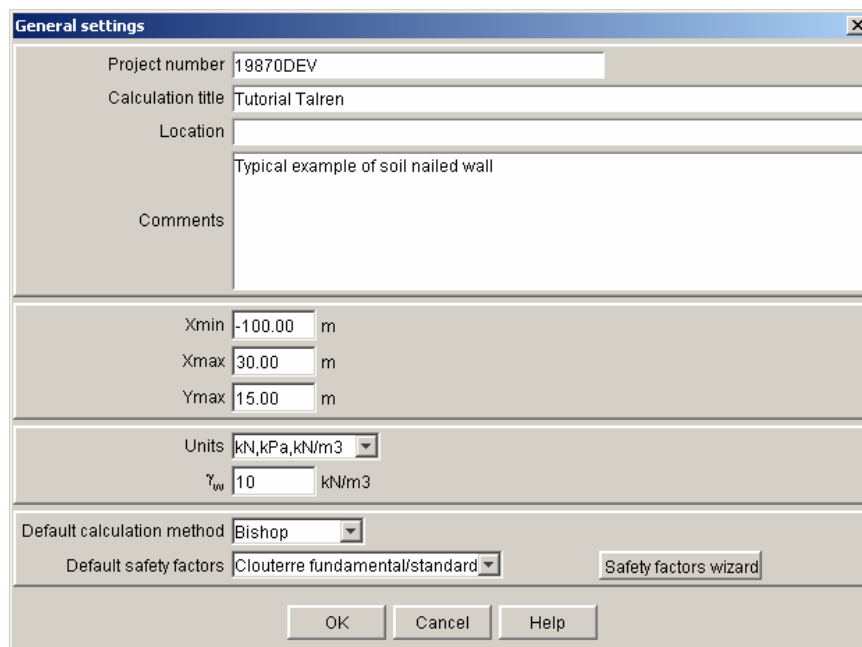 General settings
Project number 19870DEV
Calculation title Tutorial Talren
Location
Typical example of soil nailed wall
Comments
Xmin -100.00 m
Xmax 30.00 m
Ymax 15.00 m
Units kN,kPa,kN/m3
γw 10 kN/m3
Default calculation method Bishop
Default safety factors Clouterre fundamental/standard Safety factors wizard
OK Cancel Help